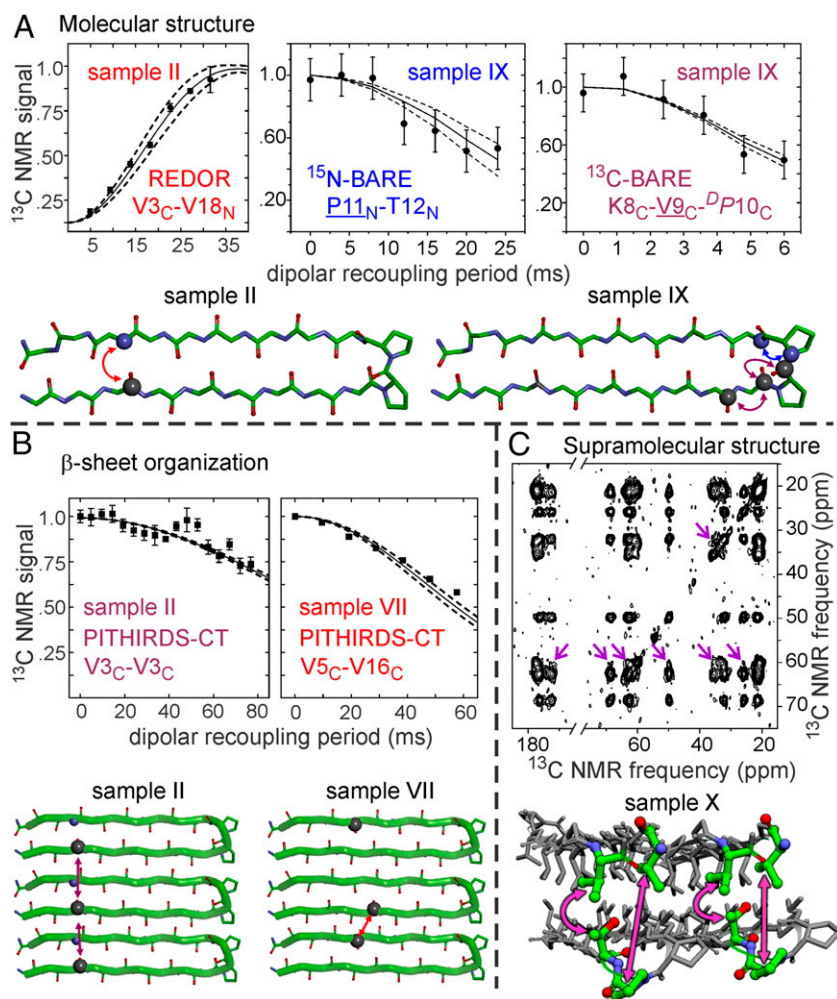 A Molecular structure
sample II
REDOR
V3C-V18N
sample IX
15N-BARE
P11N-T12N
sample IX
13C-BARE
K8C-V9C-DP10C
13C NMR signal
1.0
.75
0.50
.25
5 15 25 35
1.0
.60
.20
0 5 10 15 20 25
1.0
.60
.20
0 1 2 3 4 5 6
dipolar recoupling period (ms)
sample II
sample IX
B
β-sheet organization
13C NMR signal
1.0
.75
0.50
.25
sample II
PITHIRDS-CT
V3C-V3C
sample VII
PITHIRDS-CT
V5C-V16C
0 20 40 60 80
0 20 40 60
dipolar recoupling period (ms)
sample II
sample VII
C
Supramolecular structure
20
30
40
50
60
70
13C NMR frequency (ppm)
180 60 40 20
13C NMR frequency (ppm)
sample X